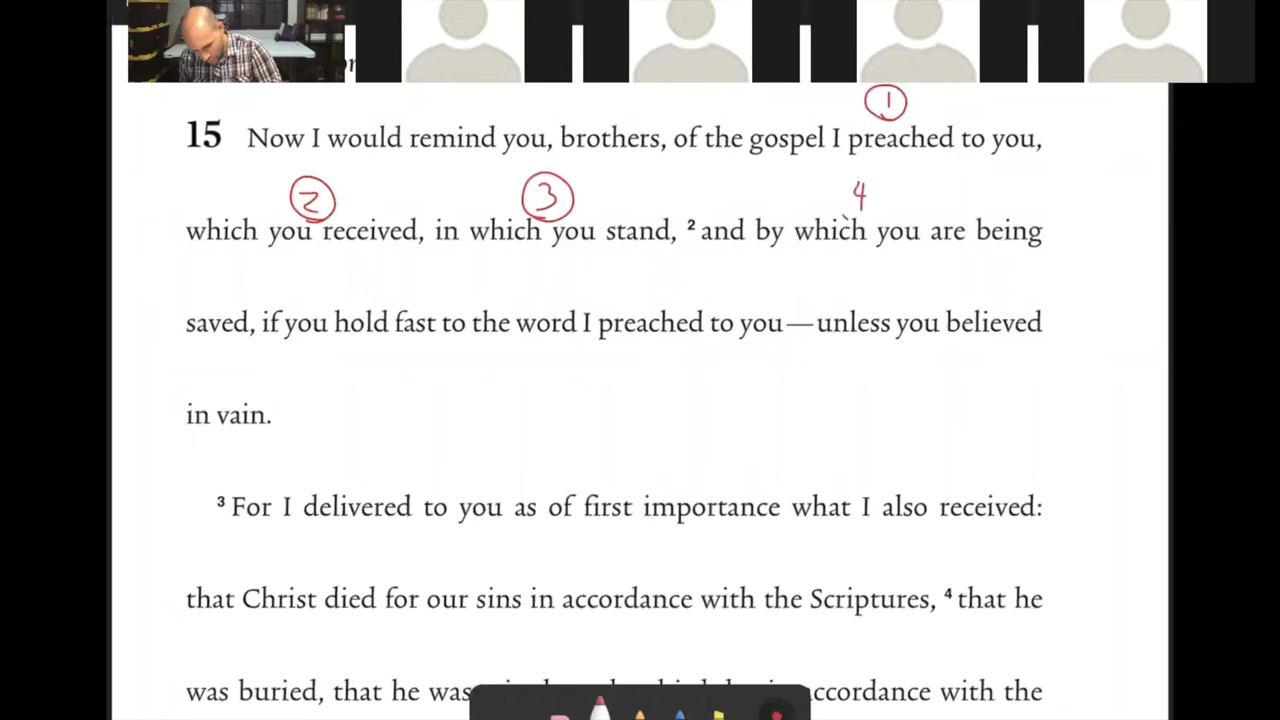 1
15 Now I would remind you, brothers, of the gospel I preached to you,
2 3 4
which you received, in which you stand, ² and by which you are being
saved, if you hold fast to the word I preached to you—unless you believed
in vain.
³ For I delivered to you as of first importance what I also received:
that Christ died for our sins in accordance with the Scriptures, ⁴ that he
was buried, that he was accordance with the